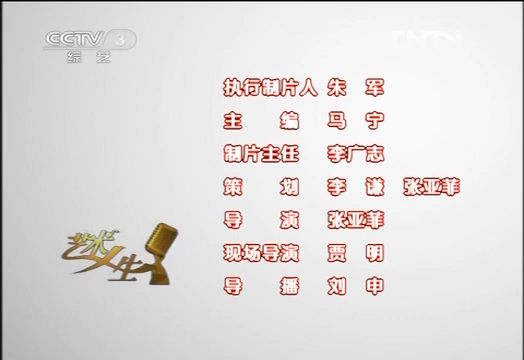 CCTV 3
综艺
CNTV
执行制片人 朱 军
主 编 马 宁
制片主任 李广志
策 划 李 谦 张亚菲
导 演 张亚菲
现场导演 贾 明
导 播 刘 申
艺术人生